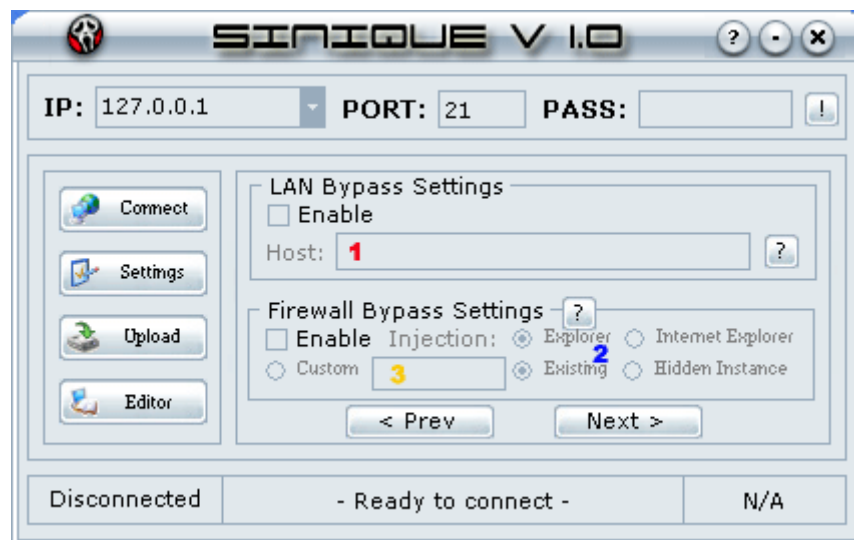 SINIQUE V 1.0 ? - x
IP: 127.0.0.1 PORT: 21 PASS: !
Connect
Settings
Upload
Editor
LAN Bypass Settings
Enable
Host: 1 ?
Firewall Bypass Settings ?
Enable Injection: Explorer Internet Explorer
2
Custom 3 Existing Hidden Instance
< Prev Next >
Disconnected - Ready to connect - N/A